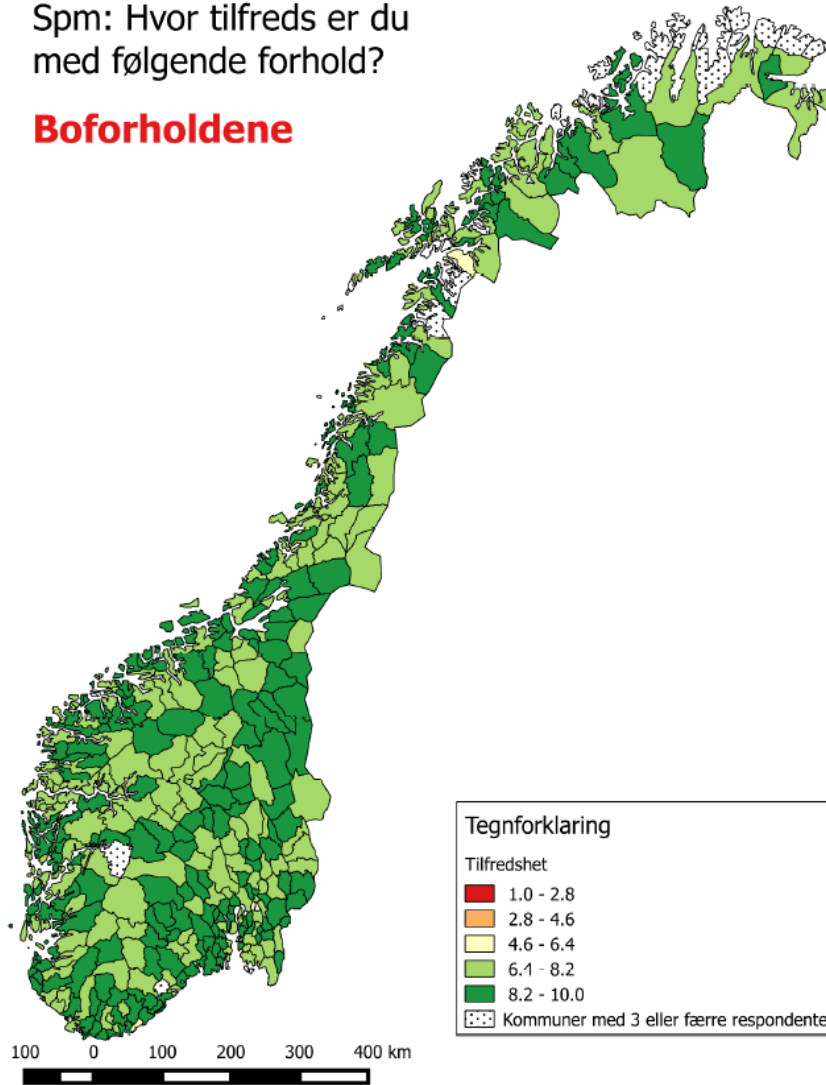 Spm: Hvor tilfreds er du
med følgende forhold?
Boforholdene
Tegnforklaring
Tilfredshet
1.0 - 2.8
2.8 - 4.6
4.6 - 6.4
6.4 - 8.2
8.2 - 10.0
Kommuner med 3 eller færre respondente
100 0 100 200 300 400 km